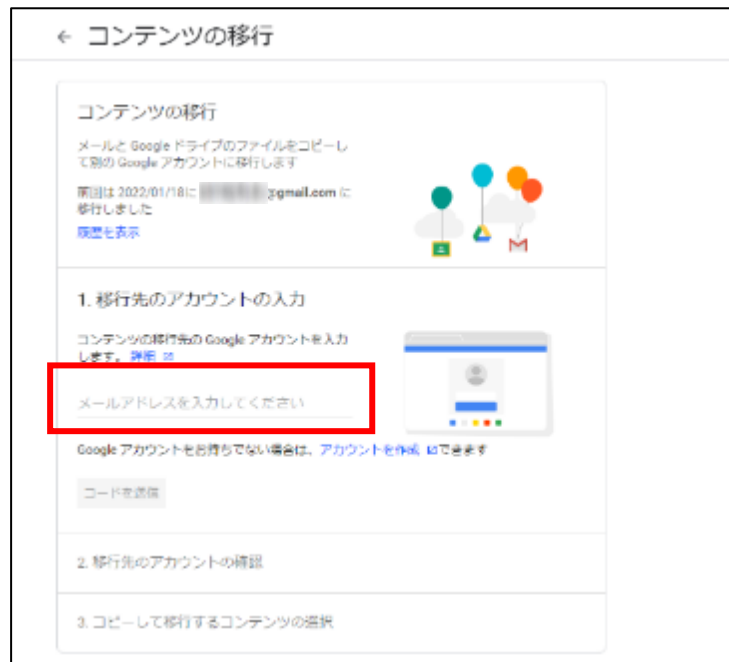 ← コンテンツの移行
コンテンツの移行
メールと Google ドライブのファイルをコピーし
て別の Google アカウントに移行します
前回は 2022/01/18に @gmail.com に
移行しました
履歴を表示
1. 移行先のアカウントの入力
コンテンツの移行先の Google アカウントを入力
します。 詳細
メールアドレスを入力してください
Google アカウントをお持ちでない場合は、アカウントを作成 できます
コードを送信
2. 移行先のアカウントの確認
3. コピーして移行するコンテンツの選択